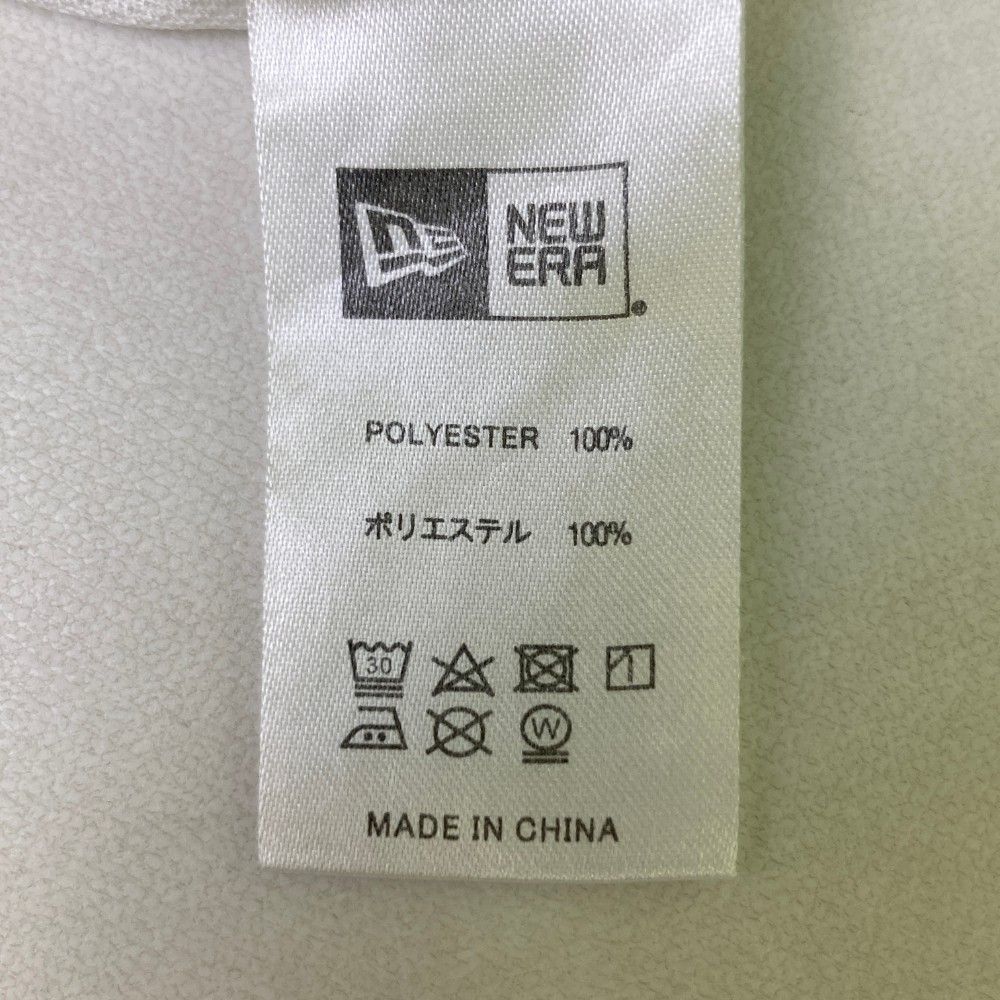 NEW
ERA
POLYESTER 100%
ポリエステル 100%
30
W
MADE IN CHINA